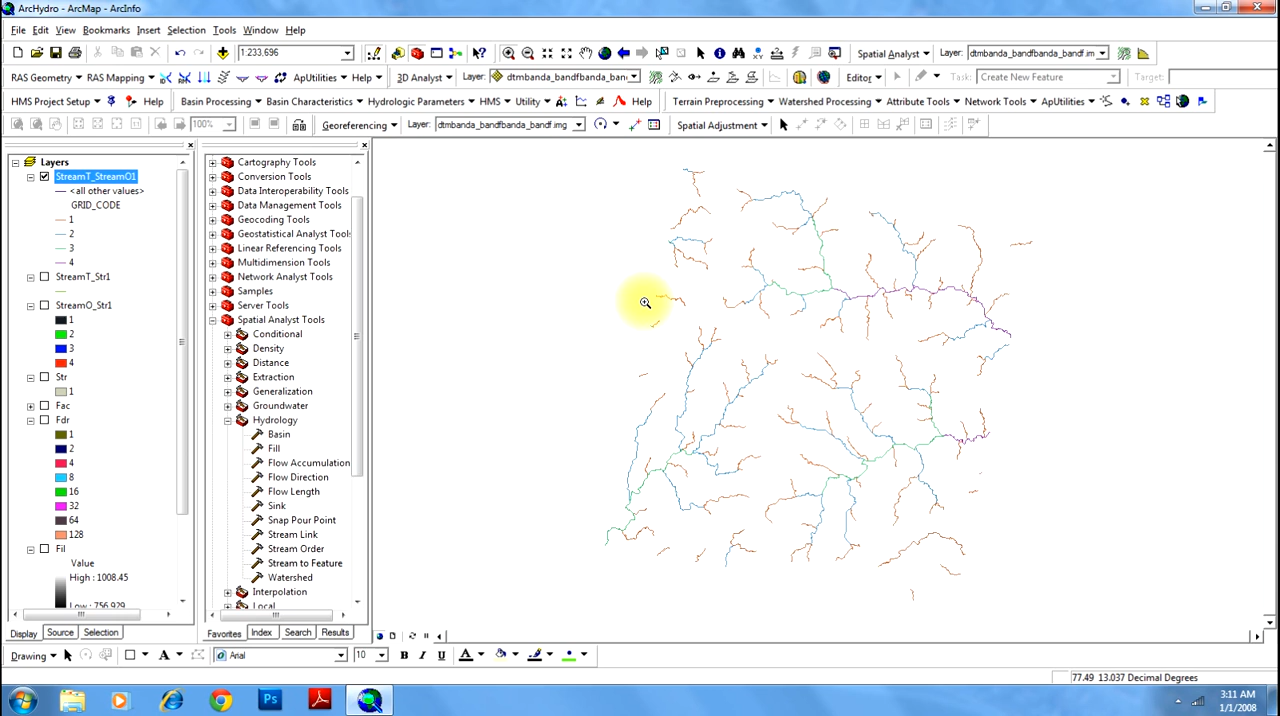 ArcHydro - ArcMap - ArcInfo
File Edit View Bookmarks Insert Selection Tools Window Help
1:233,696 Spatial Analyst Layer: dtmbanda_bandfbanda_bandf.im
RAS Geometry RAS Mapping ApUtilities Help 3D Analyst Layer: dtmbanda_bandfbanda_ban Editor Task: Create New Feature Target:
HMS Project Setup Help Basin Processing Basin Characteristics Hydrologic Parameters HMS Utility Help Terrain Preprocessing Watershed Processing Attribute Tools Network Tools ApUtilities
100% Georeferencing Layer: dtmbanda_bandfbanda_bandf.img Spatial Adjustment
Layers
StreamT_StreamO1
<all other values>
GRID_CODE
1
2
3
4
StreamT_Str1
StreamO_Str1
1
2
3
4
Str
1
Fac
Fdr
1
2
4
8
16
32
64
128
Fil
Value
High : 1008.45
Low : 756.929
Display Source Selection
Cartography Tools
Conversion Tools
Data Interoperability Tools
Data Management Tools
Geocoding Tools
Geostatistical Analyst Tools
Linear Referencing Tools
Multidimension Tools
Network Analyst Tools
Samples
Server Tools
Spatial Analyst Tools
Conditional
Density
Distance
Extraction
Generalization
Groundwater
Hydrology
Basin
Fill
Flow Accumulation
Flow Direction
Flow Length
Sink
Snap Pour Point
Stream Link
Stream Order
Stream to Feature
Watershed
Interpolation
Local
Favorites Index Search Results
Drawing A Arial 10 B I U A
77.49 13.037 Decimal Degrees
Ps
3:11 AM
1/1/2008